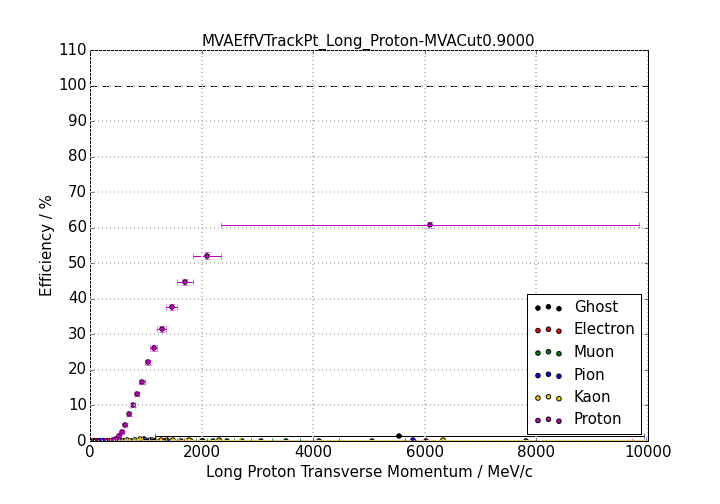 MVAEffVTrackPt_Long_Proton-MVACut0.9000
110
100
90
80
70
60
50
40
30
20
10
0
Efficiency / %
Ghost
Electron
Muon
Pion
Kaon
Proton
0 2000 4000 6000 8000 10000
Long Proton Transverse Momentum / MeV/c